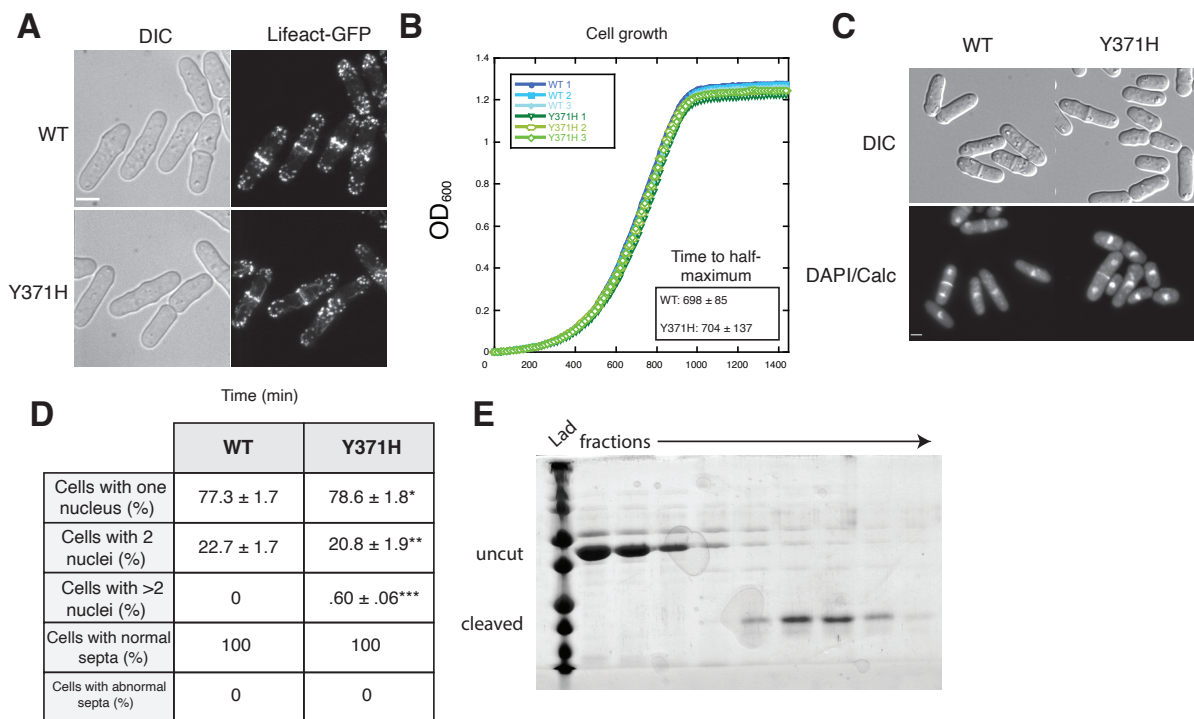 A
DIC
Lifeact-GFP
WT
Y371H
B
Cell growth
OD600
1.4
1.2
1.0
0.8
0.6
0.4
0.2
0
0
200
400
600
800
1000
1200
1400
WT 1
WT 2
WT 3
Y371H 1
Y371H 2
Y371H 3
Time to half-
maximum
WT: 698 ± 85
Y371H: 704 ± 137
Time (min)
C
WT
Y371H
DIC
DAPI/Calc
D
WT
Y371H
Cells with one
nucleus (%)
77.3 ± 1.7
78.6 ± 1.8*
Cells with 2
nuclei (%)
22.7 ± 1.7
20.8 ± 1.9**
Cells with >2
nuclei (%)
0
.60 ± .06***
Cells with normal
septa (%)
100
100
Cells with abnormal
septa (%)
0
0
E
Lad
fractions
uncut
cleaved